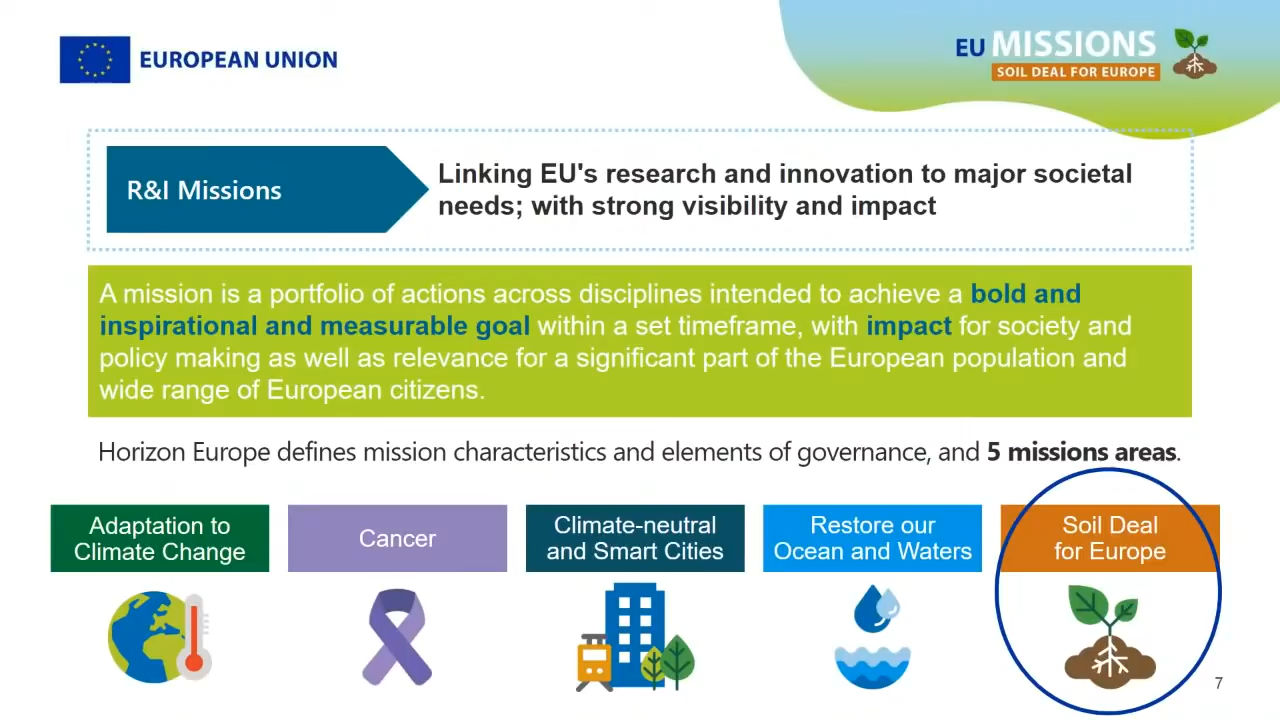 EUROPEAN UNION
EU MISSIONS
SOIL DEAL FOR EUROPE
R&I Missions
Linking EU's research and innovation to major societal
needs; with strong visibility and impact
A mission is a portfolio of actions across disciplines intended to achieve a bold and
inspirational and measurable goal within a set timeframe, with impact for society and
policy making as well as relevance for a significant part of the European population and
wide range of European citizens.
Horizon Europe defines mission characteristics and elements of governance, and 5 missions areas.
Adaptation to
Climate Change
Cancer
Climate-neutral
and Smart Cities
Restore our
Ocean and Waters
Soil Deal
for Europe
7